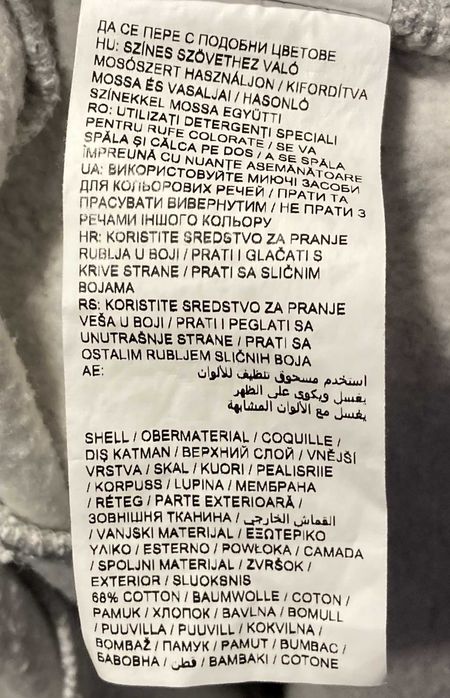 ДА СЕ ПЕРЕ С ПОДОБНИ ЦВЕТОВЕ
HU: SZÍNES SZÖVETHEZ VALÓ
MOSÓSZERT HASZNÁLJON / KIFORDÍTVA
MOSSA ÉS VASALJA! / HASONLÓ
SZÍNEKKEL MOSSA EGYÜTT!
RO: UTILIZAȚI DETERGENȚI SPECIALI
PENTRU RUFE COLORATE / SE VA
SPĂLA ȘI CĂLCA PE DOS / A SE SPĂLA
ÎMPREUNĂ CU NUANȚE ASEMĂNĂTOARE
UA: ВИКОРИСТОВУЙТЕ МИЮЧІ ЗАСОБИ
ДЛЯ КОЛЬОРОВИХ РЕЧЕЙ / ПРАТИ ТА
ПРАСУВАТИ ВИВЕРНУТИМ / НЕ ПРАТИ З
РЕЧАМИ ІНШОГО КОЛЬОРУ
HR: KORISTITE SREDSTVO ZA PRANJE
RUBLJA U BOJI / PRATI I GLAČATI S
KRIVE STRANE / PRATI SA SLIČNIM
BOJAMA
RS: KORISTITE SREDSTVO ZA PRANJE
VEŠA U BOJI / PRATI I PEGLATI SA
UNUTRAŠNJE STRANE / PRATI SA
OSTALIM RUBLJEM SLIČNIH BOJA
AE: استخدم مسحوق تنظيف للألوان
يغسل ويكوى على الظهر
يغسل مع الألوان المشابهة
SHELL / OBERMATERIAL / COQUILLE /
DIŞ KATMAN / ВЕРХНИЙ СЛОЙ / VNĚJŠÍ
VRSTVA / SKAL / KUORI / PEALISRIIE
/ KORPUSS / LUPINA / МЕМБРАНА
/ RÉTEG / PARTE EXTERIOARĂ /
ЗОВНІШНЯ ТКАНИНА / القماش الخارجي /
/ VANJSKI MATERIJAL / ΕΞΩΤΕΡΙΚΟ
ΥΛΙΚΟ / ESTERNO / POWŁOKA / CAMADA
/ SPOLJNI MATERIJAL / ZVRŠOK /
EXTERIOR / SLUOKSNIS
68% COTTON / BAUMWOLLE / COTON /
PAMUK / ХЛОПОК / BAVLNA / BOMULL
/ PUUVILLA / PUUVILL / KOKVILNA /
BOMBAŽ / ПАМУК / PAMUT / BUMBAC /
БАВОВНА / قطن / BAMBAKI / COTONE